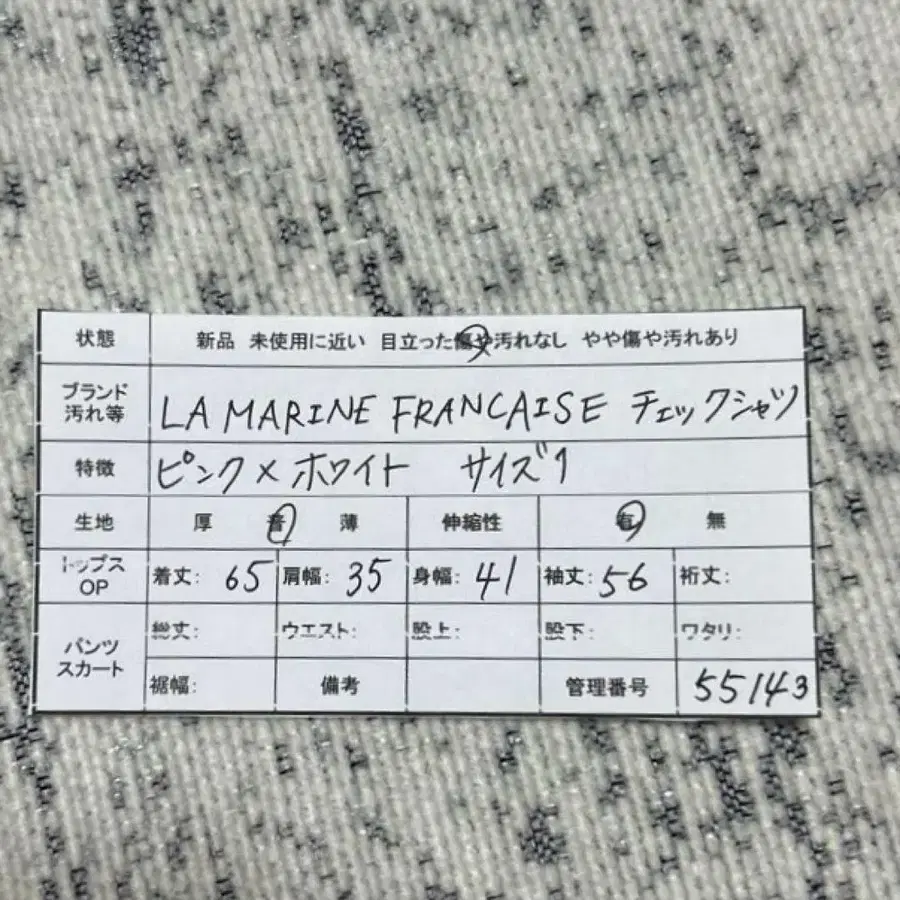 状態 新品 未使用に近い 目立った傷や汚れなし やや傷や汚れあり
ブランド
汚れ等 LA MARINE FRANCAISE チェックシャツ
特徴 ピンク×ホワイト サイズ1
生地 厚 普 薄 伸縮性 有 無
トップス
OP 着丈: 65 肩幅: 35 身幅: 41 袖丈: 56 裄丈:
パンツ
スカート 総丈: ウエスト: 股上: 股下: ワタリ:
裾幅: 備考 管理番号 55143